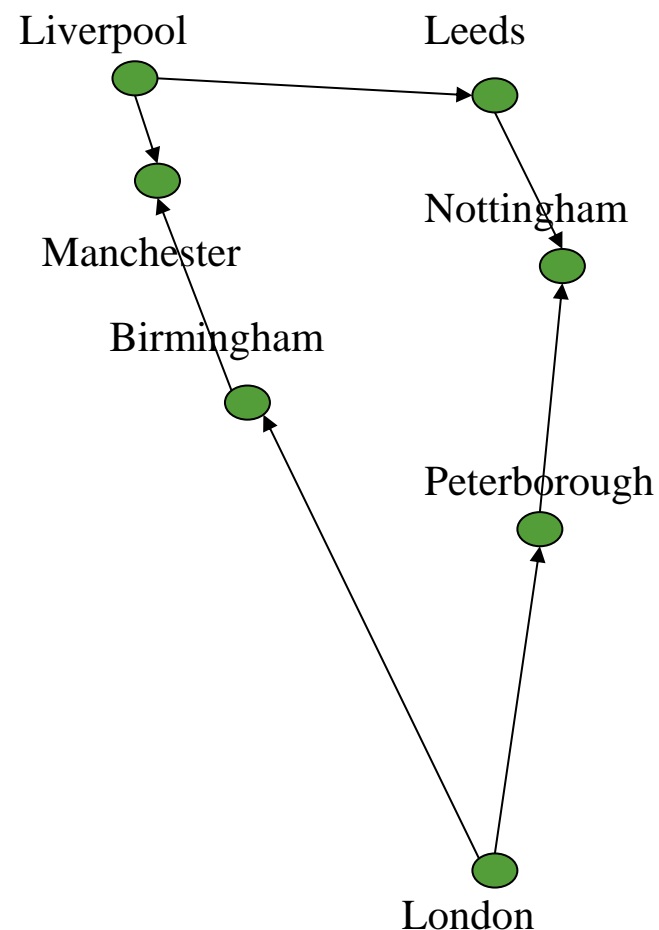 Liverpool
Leeds
Nottingham
Manchester
Birmingham
Peterborough
London